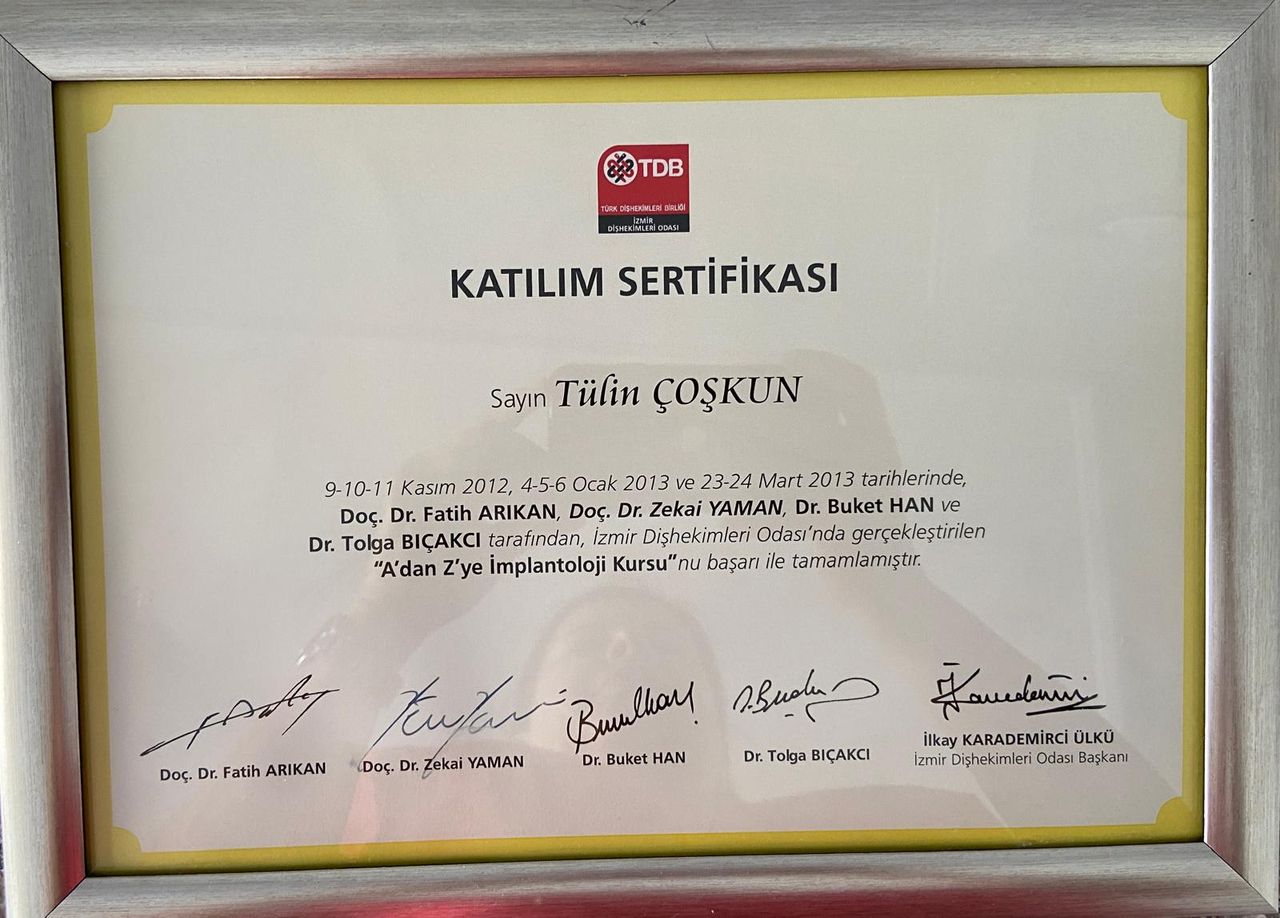 TDB
TÜRK DİŞHEKİMLERİ BİRLİĞİ
İZMİR
DİŞHEKİMLERİ ODASI
KATILIM SERTİFİKASI
Sayın Tülin ÇOŞKUN
9-10-11 Kasım 2012, 4-5-6 Ocak 2013 ve 23-24 Mart 2013 tarihlerinde,
Doç. Dr. Fatih ARIKAN, Doç. Dr. Zekai YAMAN, Dr. Buket HAN ve
Dr. Tolga BIÇAKCI tarafından, İzmir Dişhekimleri Odası'nda gerçekleştirilen
“A'dan Z'ye İmplantoloji Kursu”nu başarı ile tamamlamıştır.
Doç. Dr. Fatih ARIKAN
Doç. Dr. Zekai YAMAN
Dr. Buket HAN
Dr. Tolga BIÇAKCI
İlkay KARADEMİRCİ ÜLKÜ
İzmir Dişhekimleri Odası Başkanı